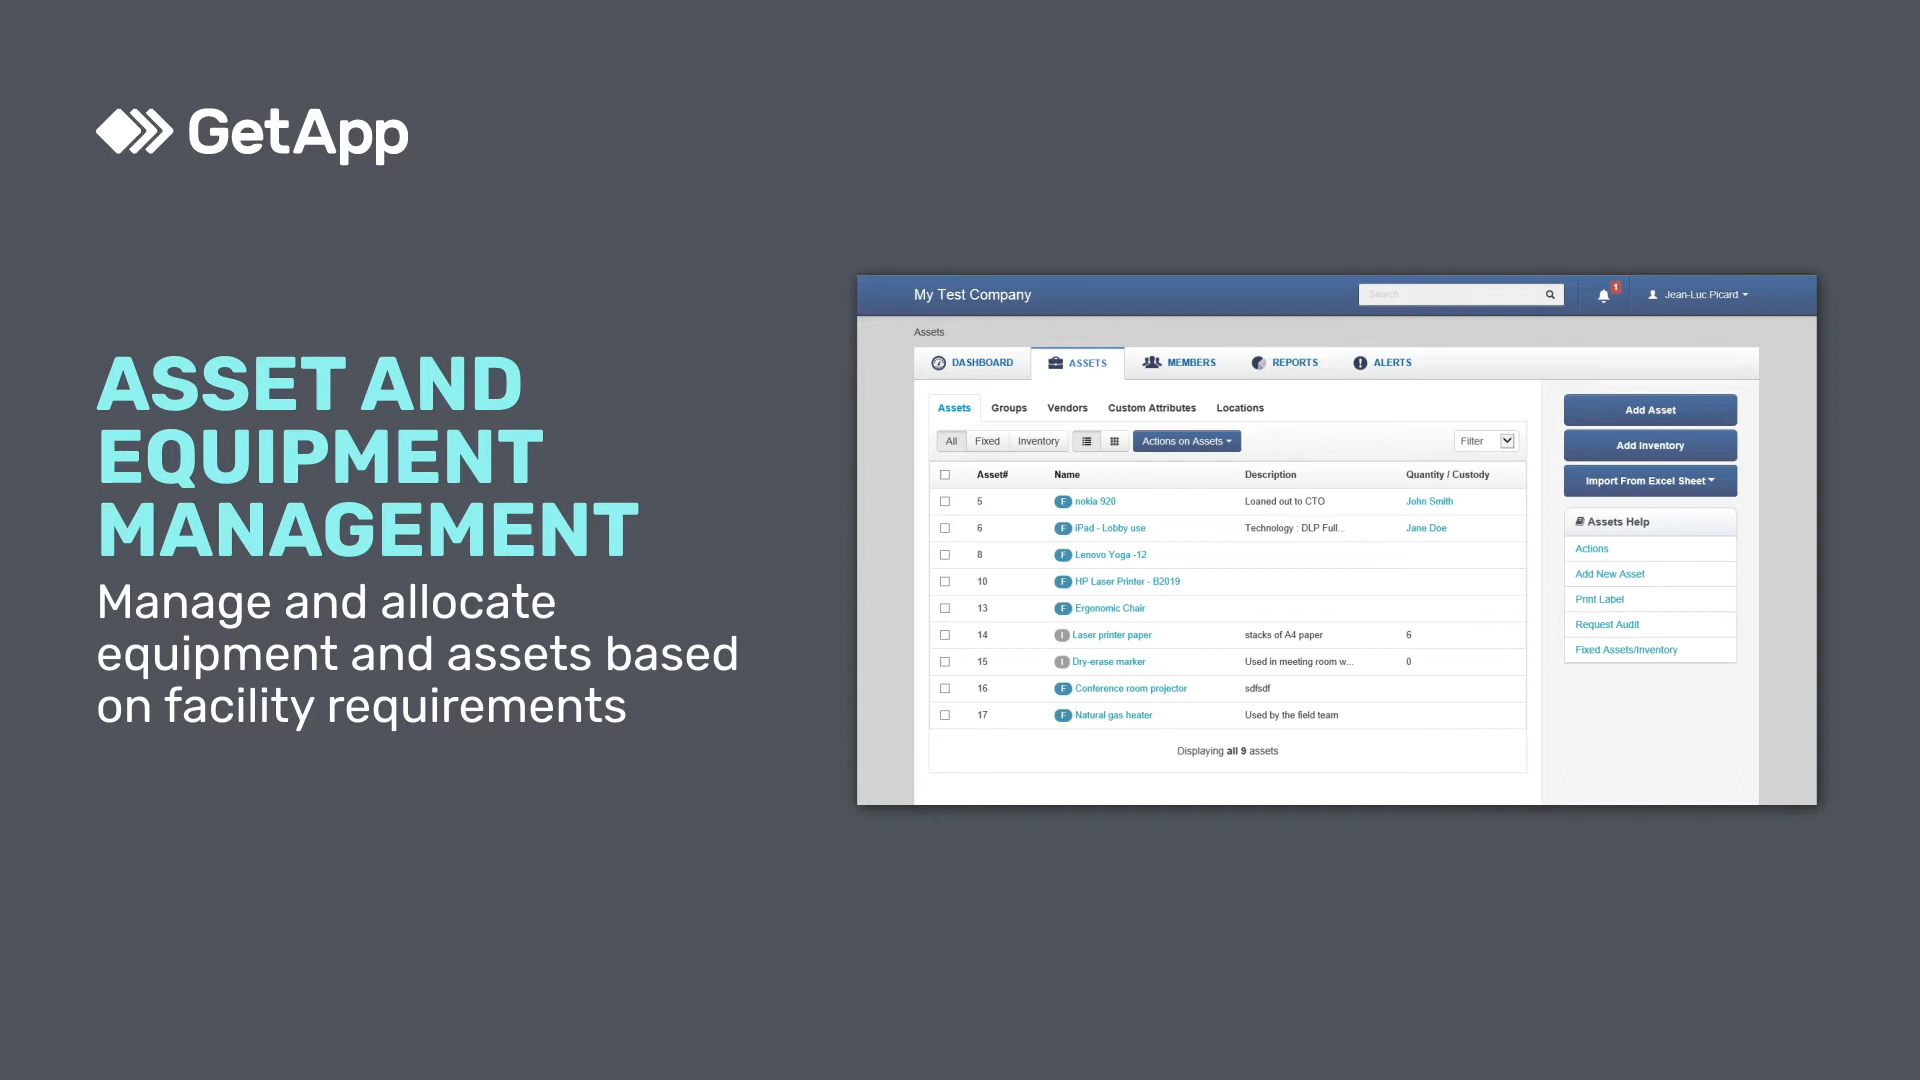 GetApp
ASSET AND
EQUIPMENT
MANAGEMENT
Manage and allocate
equipment and assets based
on facility requirements
My Test Company
Search
1
Jean-Luc Picard
Assets
DASHBOARD ASSETS MEMBERS REPORTS ALERTS
Assets Groups Vendors Custom Attributes Locations
All Fixed Inventory Actions on Assets Filter
Asset# Name Description Quantity / Custody
5 F nokia 920 Loaned out to CTO John Smith
6 F iPad - Lobby use Technology : DLP Full... Jane Doe
8 F Lenovo Yoga -12
10 F HP Laser Printer - B2019
13 F Ergonomic Chair
14 I Laser printer paper stacks of A4 paper 6
15 I Dry-erase marker Used in meeting room w... 0
16 F Conference room projector sdfsdf
17 F Natural gas heater Used by the field team
Displaying all 9 assets
Add Asset
Add Inventory
Import From Excel Sheet
Assets Help
Actions
Add New Asset
Print Label
Request Audit
Fixed Assets/Inventory